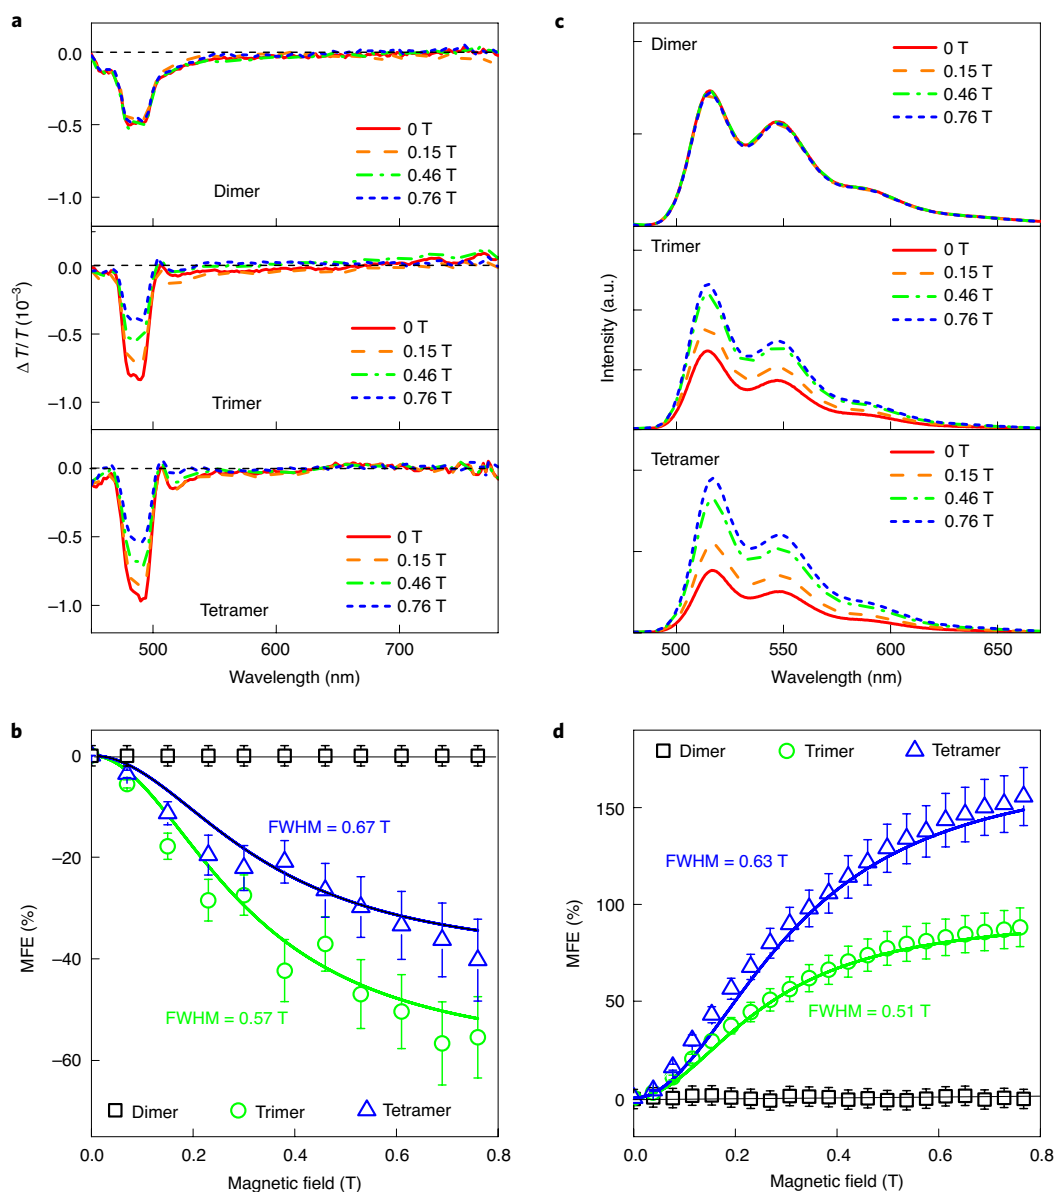 a
0.0
−0.5
−1.0
0 T
0.15 T
0.46 T
0.76 T
Dimer
0.0
−0.5
−1.0
0 T
0.15 T
0.46 T
0.76 T
Trimer
0.0
−0.5
−1.0
0 T
0.15 T
0.46 T
0.76 T
Tetramer
Δ T/ T (10⁻³)
500
600
700
Wavelength (nm)
c
Dimer
0 T
0.15 T
0.46 T
0.76 T
Trimer
0 T
0.15 T
0.46 T
0.76 T
Tetramer
0 T
0.15 T
0.46 T
0.76 T
Intensity (a.u.)
500
550
600
650
Wavelength (nm)
b
0
−20
−40
−60
MFE (%)
FWHM = 0.67 T
FWHM = 0.57 T
Dimer Trimer Tetramer
0.0 0.2 0.4 0.6 0.8
Magnetic field (T)
d
Dimer Trimer Tetramer
150
100
50
0
MFE (%)
FWHM = 0.63 T
FWHM = 0.51 T
0.0 0.2 0.4 0.6 0.8
Magnetic field (T)